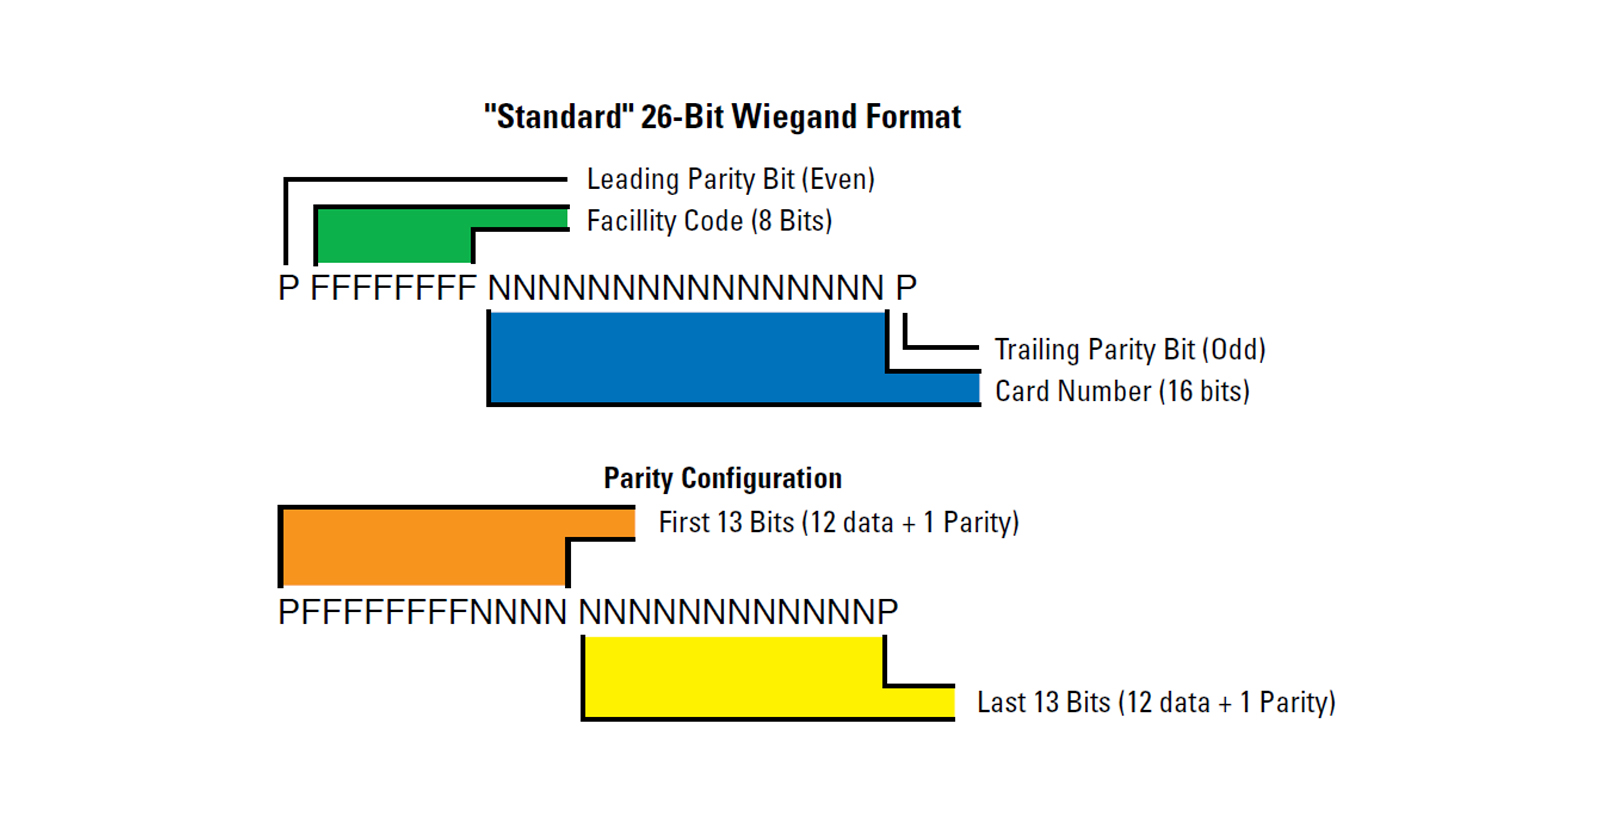 "Standard" 26-Bit Wiegand Format
Leading Parity Bit (Even)
Facillity Code (8 Bits)
P FFFFFFFF NNNNNNNNNNNNNNNN P
Trailing Parity Bit (Odd)
Card Number (16 bits)
Parity Configuration
First 13 Bits (12 data + 1 Parity)
PFFFFFFFFNNNN NNNNNNNNNNNNP
Last 13 Bits (12 data + 1 Parity)